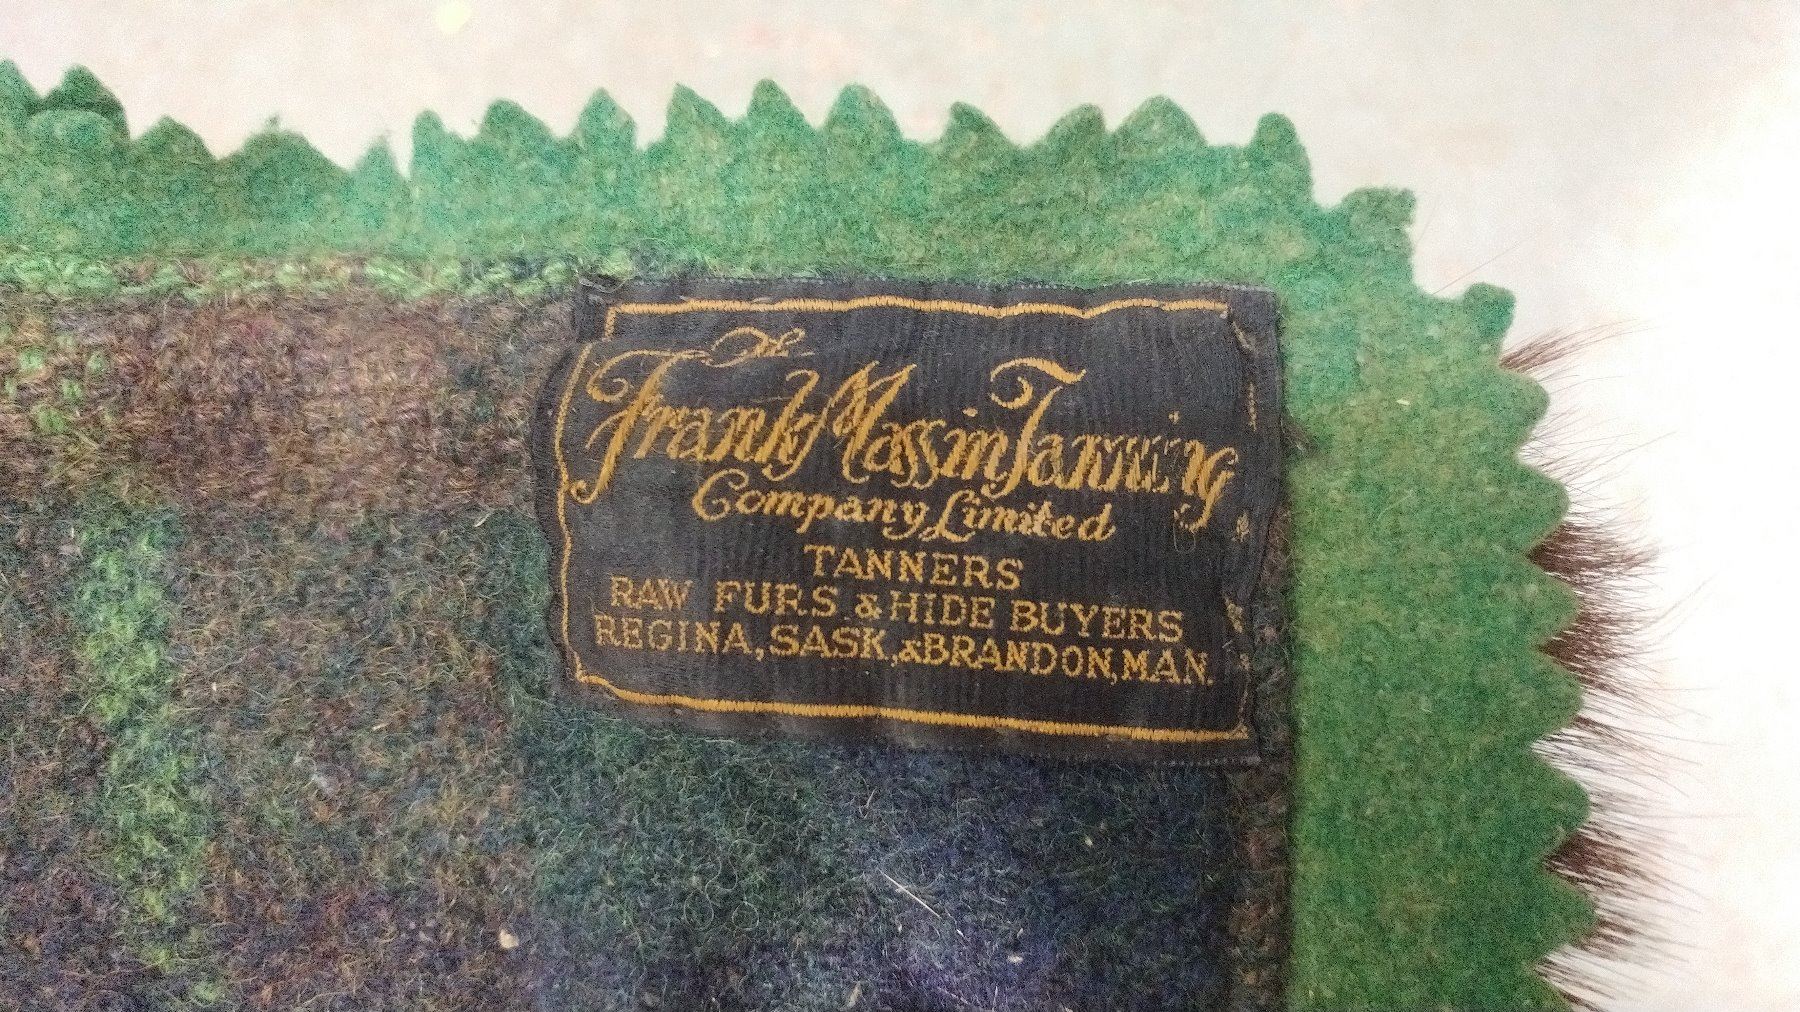 The
Frank Massin Tanning
Company Limited
TANNERS
RAW FURS & HIDE BUYERS
REGINA, SASK, & BRANDON, MAN.